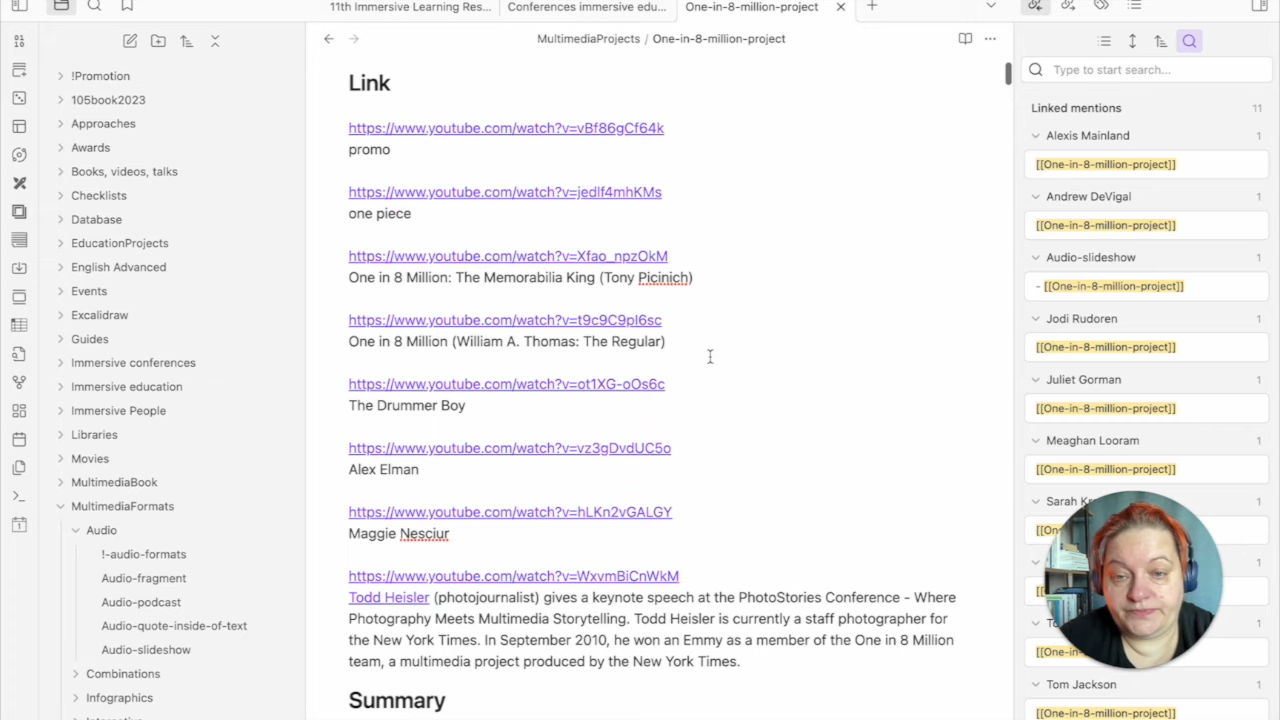 11th Immersive Learning Res...
Conferences immersive edu...
One-in-8-million-project
MultimediaProjects / One-in-8-million-project
!Promotion
105book2023
Approaches
Awards
Books, videos, talks
Checklists
Database
EducationProjects
English Advanced
Events
Excalidraw
Guides
Immersive conferences
Immersive education
Immersive People
Libraries
Movies
MultimediaBook
MultimediaFormats
Audio
!-audio-formats
Audio-fragment
Audio-podcast
Audio-quote-inside-of-text
Audio-slideshow
Combinations
Infographics
Link
https://www.youtube.com/watch?v=vBf86gCf64k
promo
https://www.youtube.com/watch?v=jedlf4mhKMs
one piece
https://www.youtube.com/watch?v=Xfao_npzOkM
One in 8 Million: The Memorabilia King (Tony Picinich)
https://www.youtube.com/watch?v=t9c9C9pI6sc
One in 8 Million (William A. Thomas: The Regular)
https://www.youtube.com/watch?v=ot1XG-oOs6c
The Drummer Boy
https://www.youtube.com/watch?v=vz3gDvdUC5o
Alex Elman
https://www.youtube.com/watch?v=hLKn2vGALGY
Maggie Nesciur
https://www.youtube.com/watch?v=WxvmBiCnWkM
Todd Heisler (photojournalist) gives a keynote speech at the PhotoStories Conference - Where
Photography Meets Multimedia Storytelling. Todd Heisler is currently a staff photographer for
the New York Times. In September 2010, he won an Emmy as a member of the One in 8 Million
team, a multimedia project produced by the New York Times.
Summary
Type to start search...
Linked mentions 11
Alexis Mainland 1
[[One-in-8-million-project]]
Andrew DeVigal 1
[[One-in-8-million-project]]
Audio-slideshow 1
- [[One-in-8-million-project]]
Jodi Rudoren 1
[[One-in-8-million-project]]
Juliet Gorman 1
[[One-in-8-million-project]]
Meaghan Looram 1
[[One-in-8-million-project]]
Sarah 1
1
1
Tom Jackson 1
[[One-in-8-million-project]]